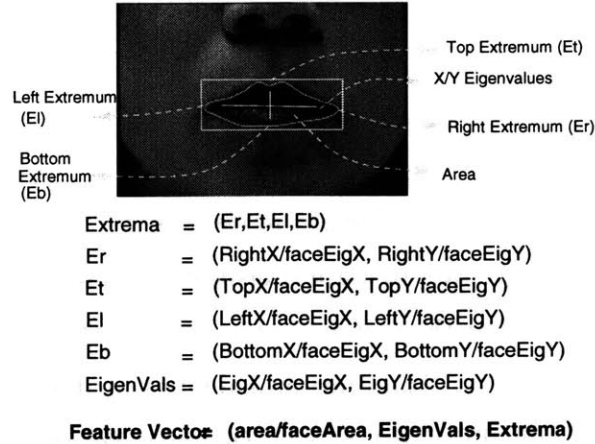 Top Extremum (Et)
X/Y Eigenvalues
Left Extremum
(El)
Right Extremum (Er)
Bottom
Extremum
(Eb)
Area
Extrema = (Er,Et,El,Eb)
Er = (RightX/faceEigX, RightY/faceEigY)
Et = (TopX/faceEigX, TopY/faceEigY)
El = (LeftX/faceEigX, LeftY/faceEigY)
Eb = (BottomX/faceEigX, BottomY/faceEigY)
EigenVals = (EigX/faceEigX, EigY/faceEigY)
Feature Vector= (area/faceArea, EigenVals, Extrema)